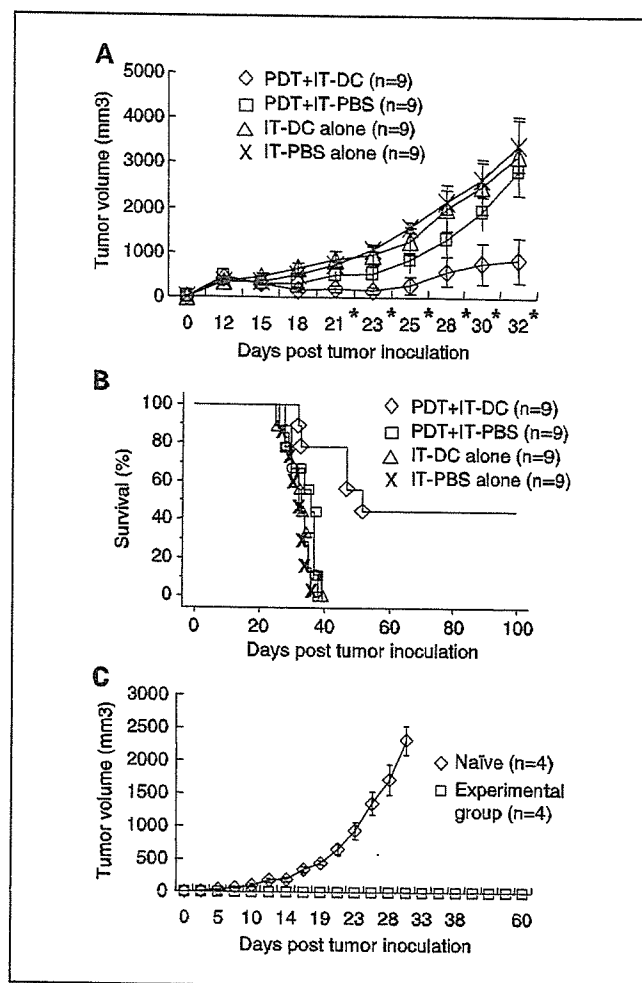 A
Tumor volume (mm3)
5000
4000
3000
2000
1000
0
PDT+IT-DC (n=9)
PDT+IT-PBS (n=9)
IT-DC alone (n=9)
IT-PBS alone (n=9)
0 12 15 18 21 * 23 * 25 * 28 * 30 * 32 *
Days post tumor inoculation
B
Survival (%)
100
80
60
40
20
0
PDT+IT-DC (n=9)
PDT+IT-PBS (n=9)
IT-DC alone (n=9)
IT-PBS alone (n=9)
0 20 40 60 80 100
Days post tumor inoculation
C
Tumor volume (mm3)
3000
2500
2000
1500
1000
500
0
Naïve (n=4)
Experimental
group (n=4)
0 5 10 14 19 23 28 33 38 60
Days post tumor inoculation